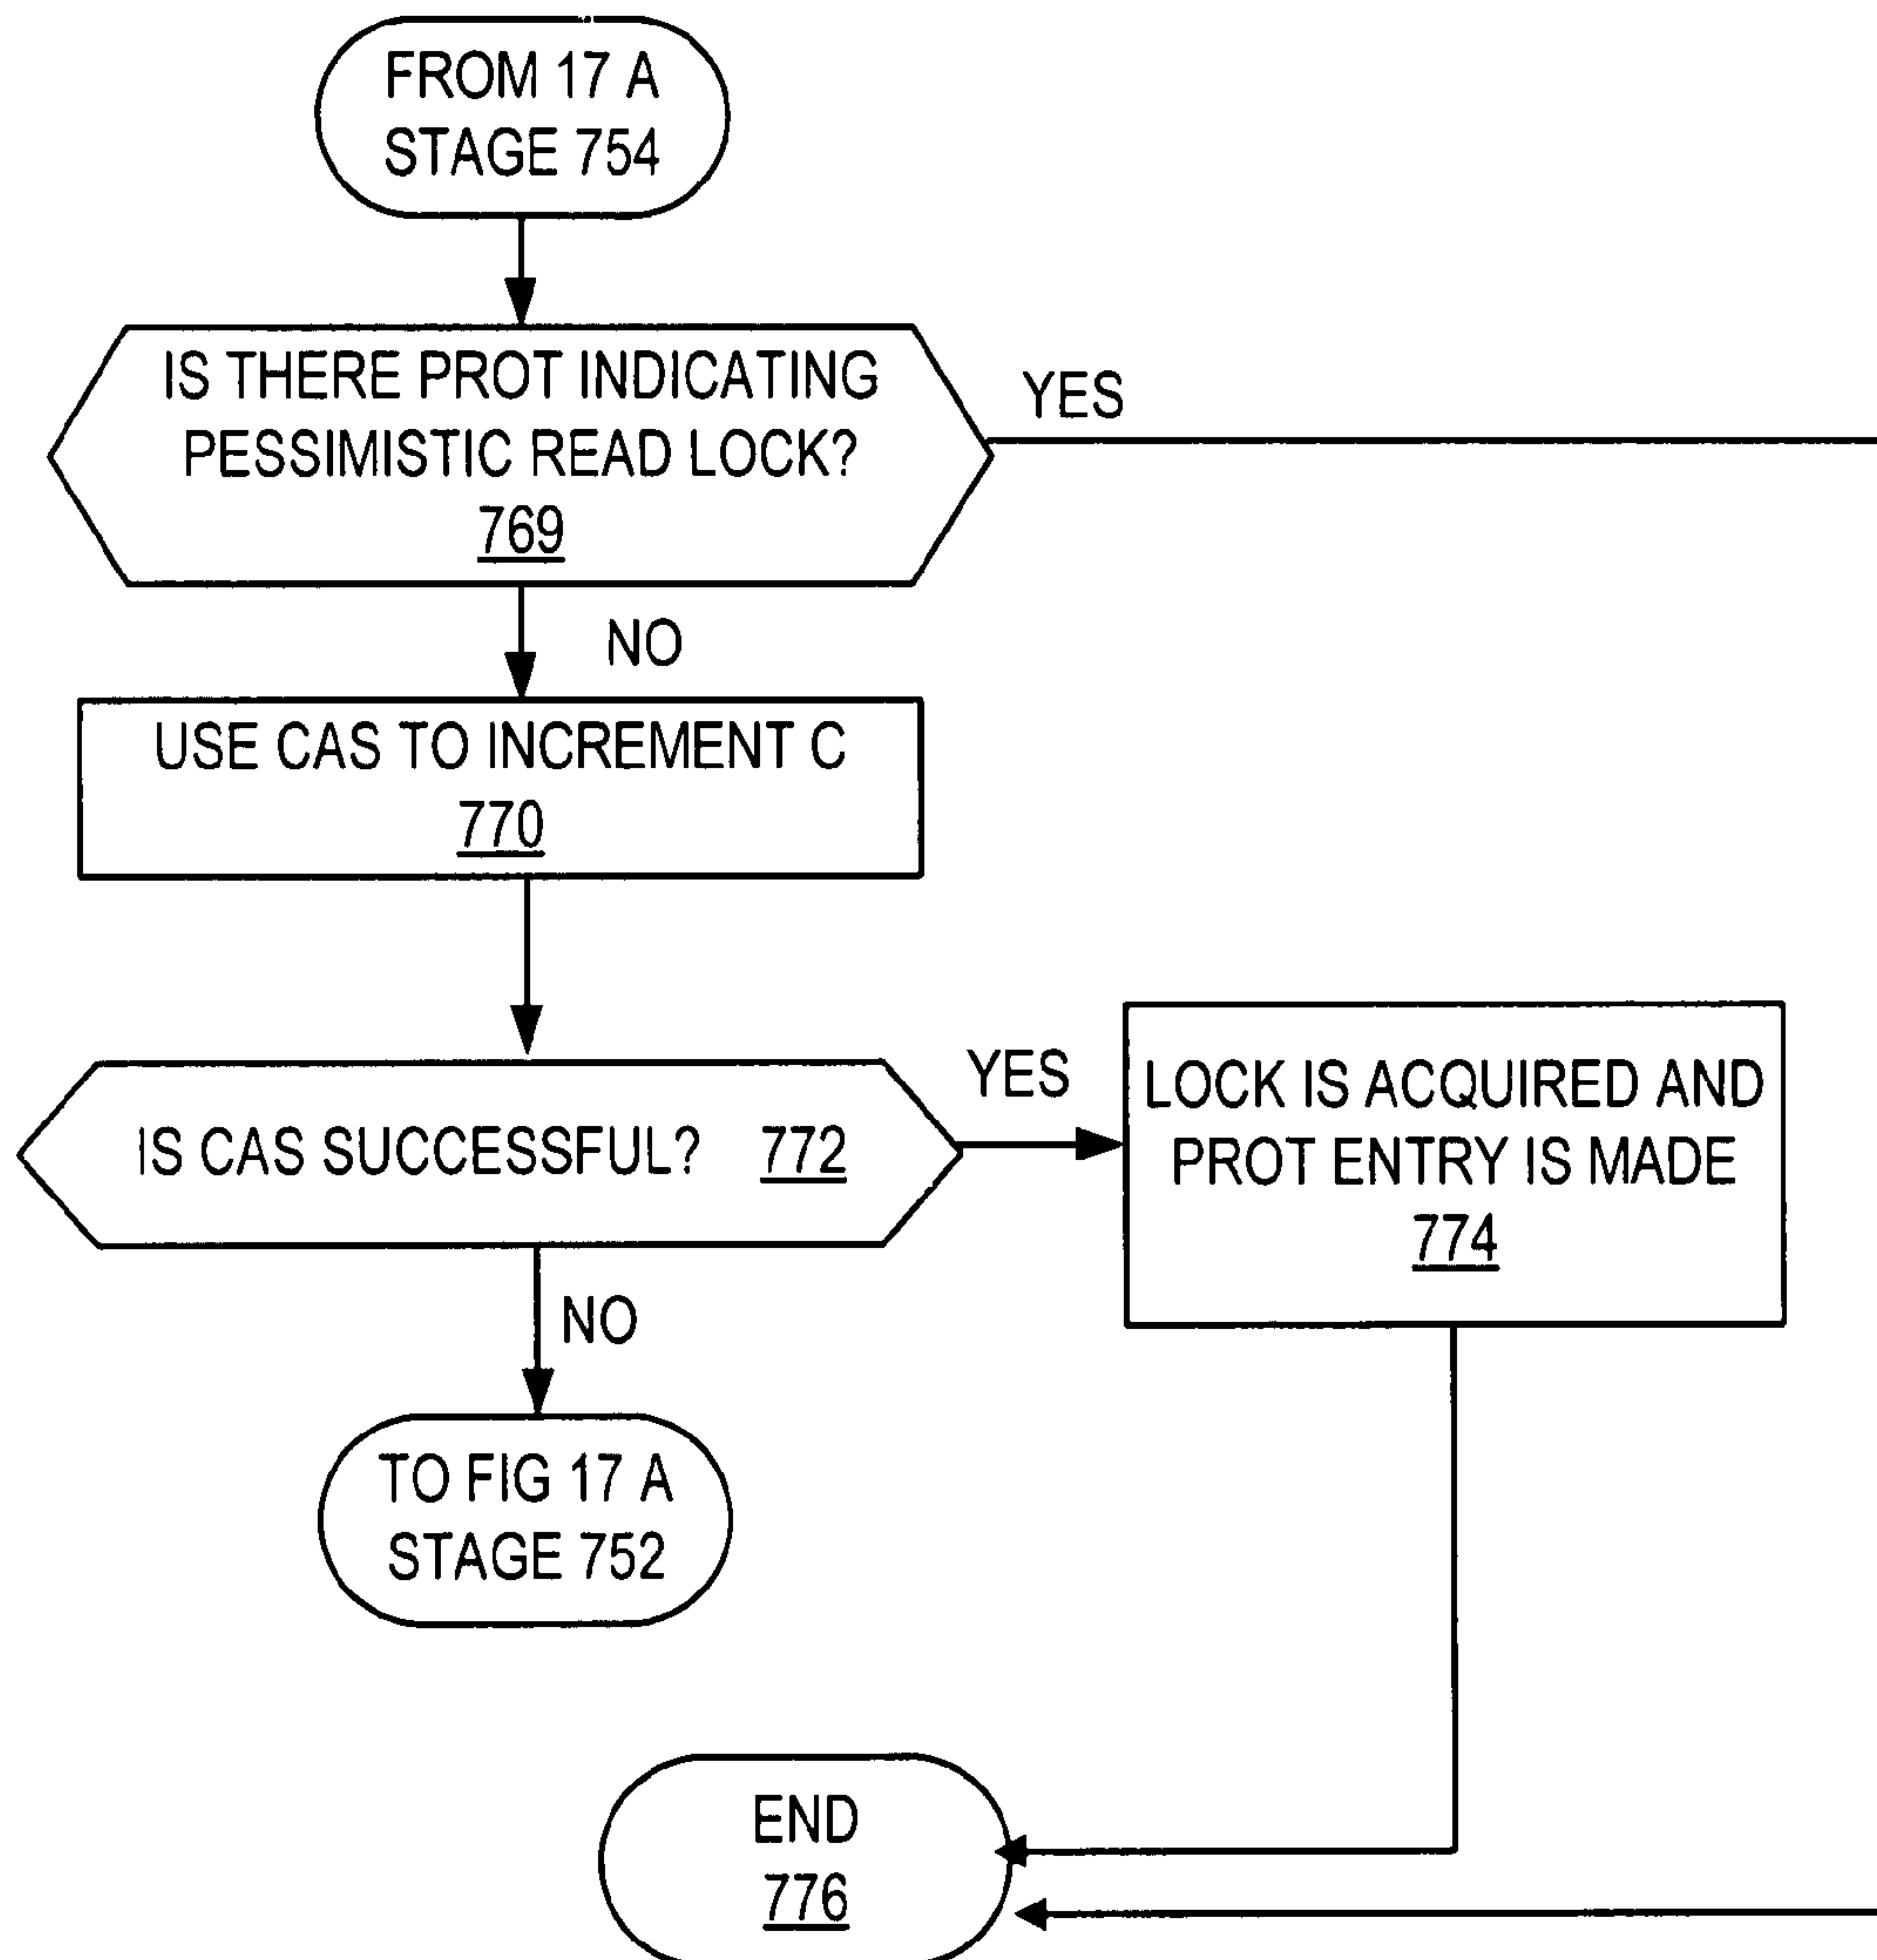 FROM 17 A
STAGE 754
IS THERE PROT INDICATING
PESSIMISTIC READ LOCK?
769
YES
NO
USE CAS TO INCREMENT C
770
IS CAS SUCCESSFUL? 772
YES
LOCK IS ACQUIRED AND
PROT ENTRY IS MADE
774
NO
TO FIG 17 A
STAGE 752
END
776